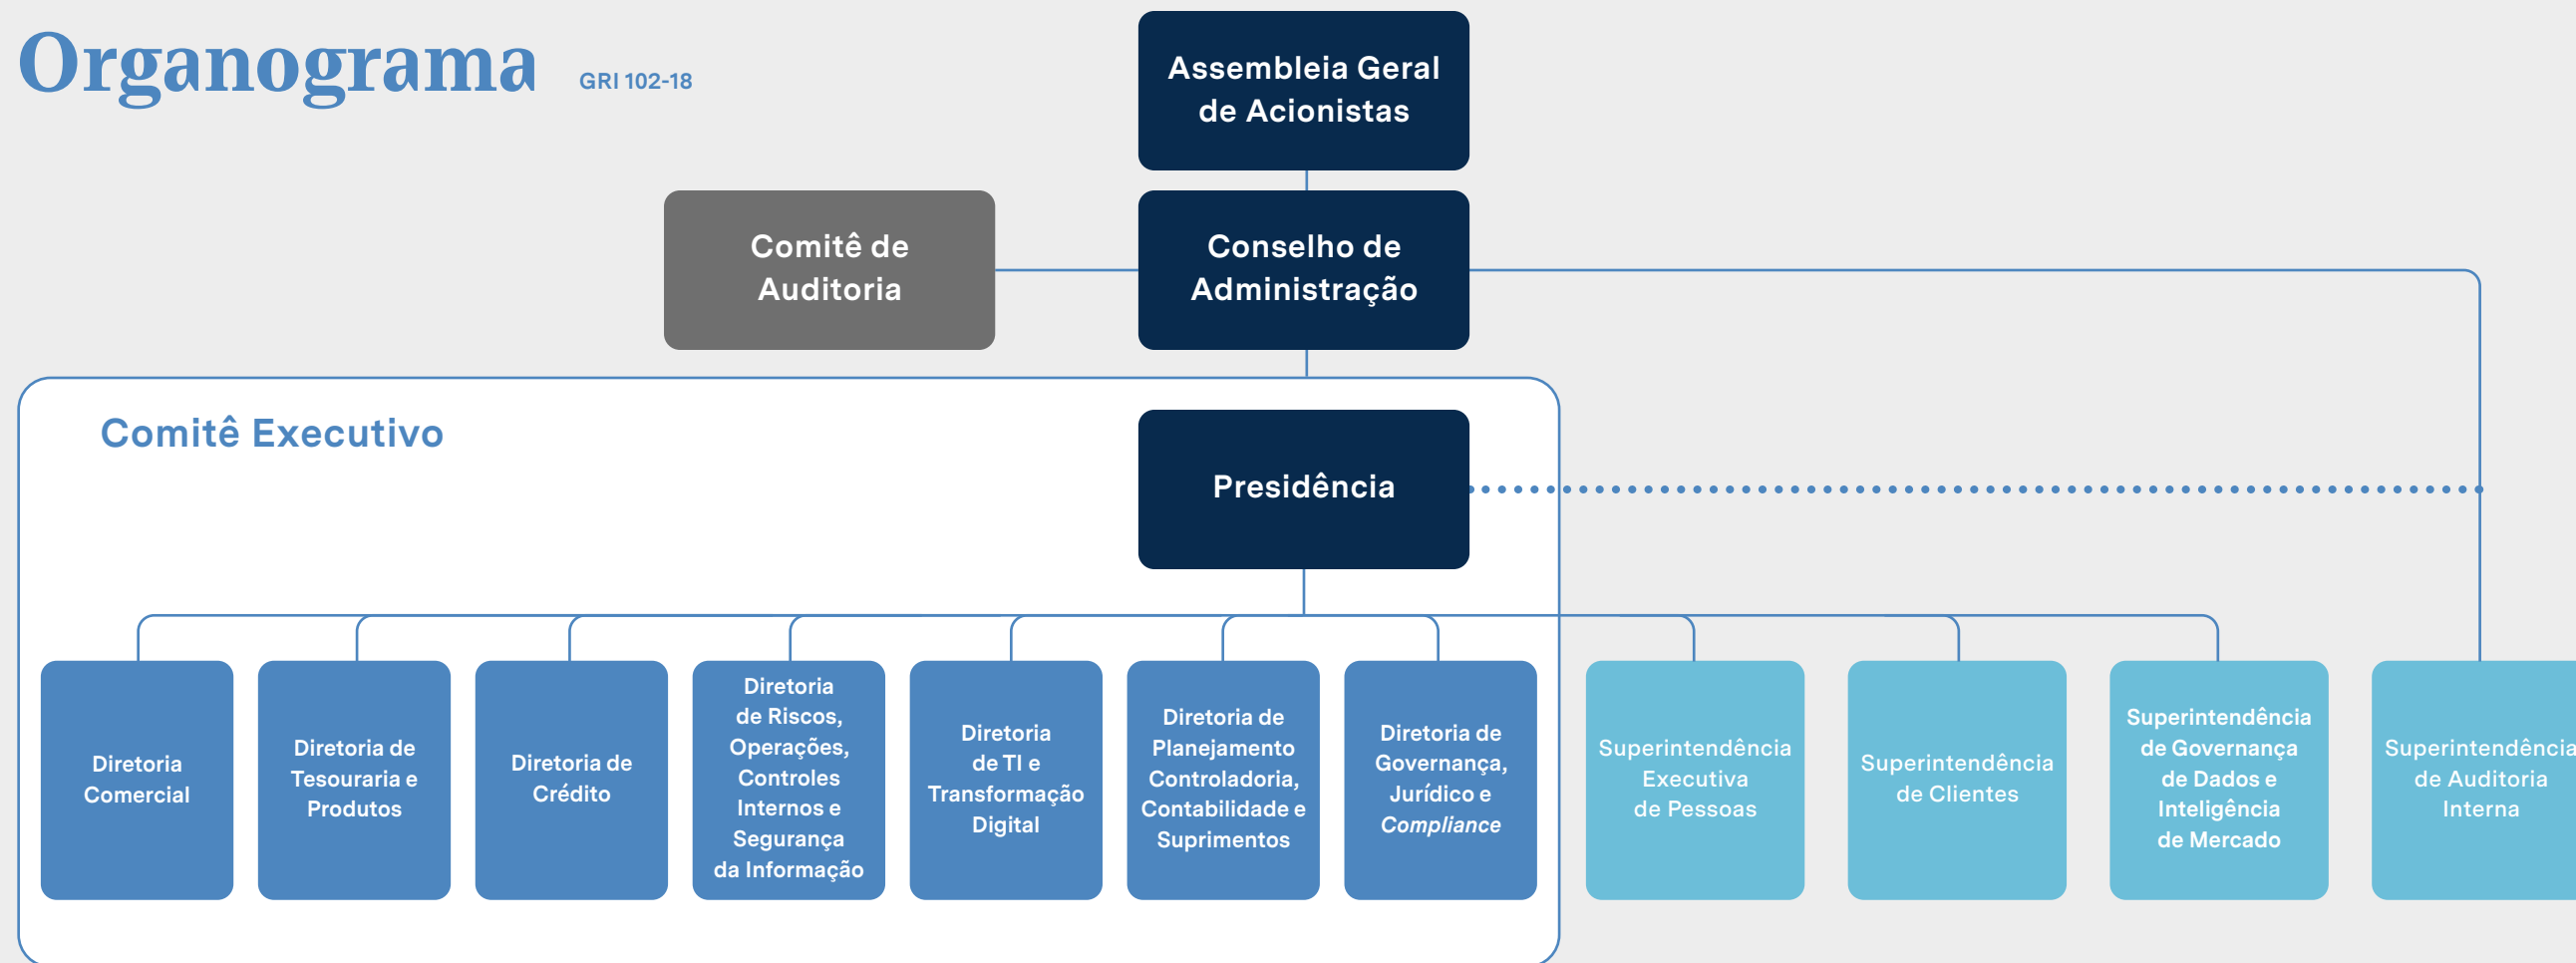 Organograma GRI 102-18
Assembleia Geral
de Acionistas
Comitê de
Auditoria
Conselho de
Administração
Comitê Executivo
Presidência
Diretoria
Comercial
Diretoria de
Tesouraria e
Produtos
Diretoria de
Crédito
Diretoria
de Riscos,
Operações,
Controles
Internos e
Segurança
da Informação
Diretoria
de TI e
Transformação
Digital
Diretoria de
Planejamento
Controladoria,
Contabilidade e
Suprimentos
Diretoria de
Governança,
Jurídico e
Compliance
Superintendência
Executiva
de Pessoas
Superintendência
de Clientes
Superintendência
de Governança
de Dados e
Inteligência
de Mercado
Superintendência
de Auditoria
Interna